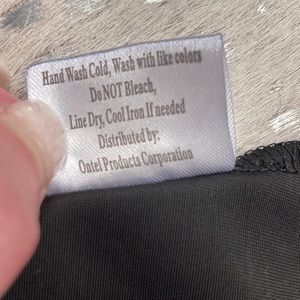 Hand Wash Cold, Wash with like colors
Do NOT Bleach,
Line Dry, Cool Iron If needed
Distributed by:
Ontel Products Corporation